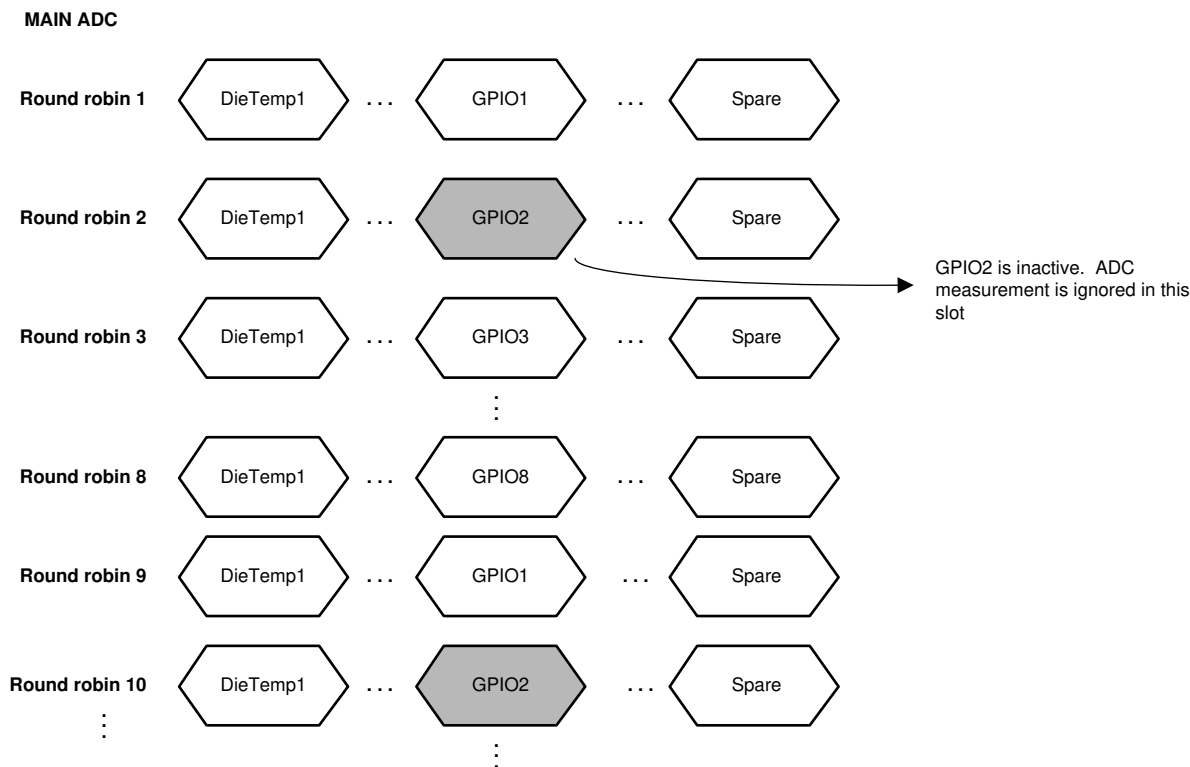 MAIN ADC
Round robin 1 DieTemp1 ... GPIO1 ... Spare
Round robin 2 DieTemp1 ... GPIO2 ... Spare
GPIO2 is inactive. ADC
measurement is ignored in this
slot
Round robin 3 DieTemp1 ... GPIO3 ... Spare
Round robin 8 DieTemp1 ... GPIO8 ... Spare
Round robin 9 DieTemp1 ... GPIO1 ... Spare
Round robin 10 DieTemp1 ... GPIO2 ... Spare